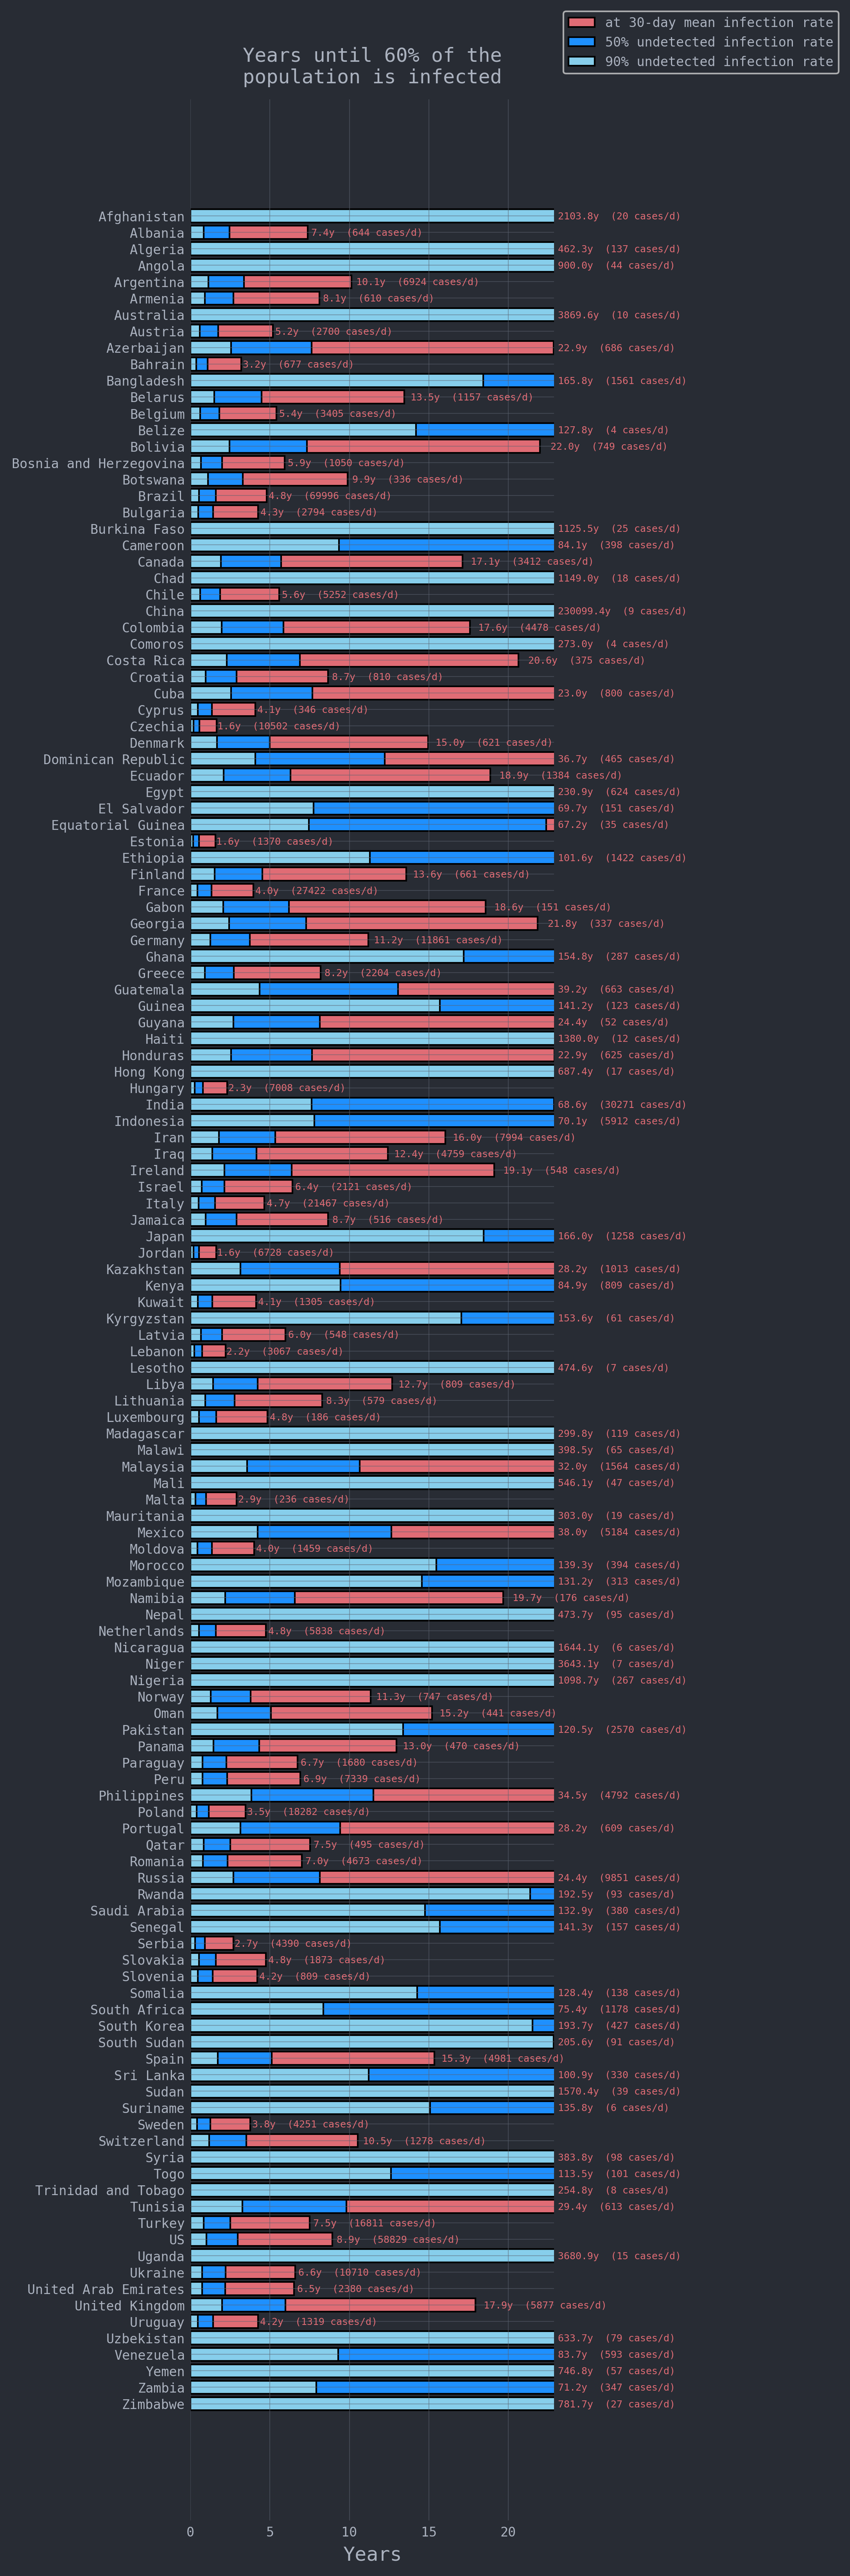 at 30-day mean infection rate
50% undetected infection rate
90% undetected infection rate
Years until 60% of the
population is infected
Afghanistan 2103.8y (20 cases/d)
Albania 7.4y (644 cases/d)
Algeria 462.3y (137 cases/d)
Angola 900.0y (44 cases/d)
Argentina 10.1y (6924 cases/d)
Armenia 8.1y (610 cases/d)
Australia 3869.6y (10 cases/d)
Austria 5.2y (2700 cases/d)
Azerbaijan 22.9y (686 cases/d)
Bahrain 3.2y (677 cases/d)
Bangladesh 165.8y (1561 cases/d)
Belarus 13.5y (1157 cases/d)
Belgium 5.4y (3405 cases/d)
Belize 127.8y (4 cases/d)
Bolivia 22.0y (749 cases/d)
Bosnia and Herzegovina 5.9y (1050 cases/d)
Botswana 9.9y (336 cases/d)
Brazil 4.8y (69996 cases/d)
Bulgaria 4.3y (2794 cases/d)
Burkina Faso 1125.5y (25 cases/d)
Cameroon 84.1y (398 cases/d)
Canada 17.1y (3412 cases/d)
Chad 1149.0y (18 cases/d)
Chile 5.6y (5252 cases/d)
China 230099.4y (9 cases/d)
Colombia 17.6y (4478 cases/d)
Comoros 273.0y (4 cases/d)
Costa Rica 20.6y (375 cases/d)
Croatia 8.7y (810 cases/d)
Cuba 23.0y (800 cases/d)
Cyprus 4.1y (346 cases/d)
Czechia 1.6y (10502 cases/d)
Denmark 15.0y (621 cases/d)
Dominican Republic 36.7y (465 cases/d)
Ecuador 18.9y (1384 cases/d)
Egypt 230.9y (624 cases/d)
El Salvador 69.7y (151 cases/d)
Equatorial Guinea 67.2y (35 cases/d)
Estonia 1.6y (1370 cases/d)
Ethiopia 101.6y (1422 cases/d)
Finland 13.6y (661 cases/d)
France 4.0y (27422 cases/d)
Gabon 18.6y (151 cases/d)
Georgia 21.8y (337 cases/d)
Germany 11.2y (11861 cases/d)
Ghana 154.8y (287 cases/d)
Greece 8.2y (2204 cases/d)
Guatemala 39.2y (663 cases/d)
Guinea 141.2y (123 cases/d)
Guyana 24.4y (52 cases/d)
Haiti 1380.0y (12 cases/d)
Honduras 22.9y (625 cases/d)
Hong Kong 687.4y (17 cases/d)
Hungary 2.3y (7008 cases/d)
India 68.6y (30271 cases/d)
Indonesia 70.1y (5912 cases/d)
Iran 16.0y (7994 cases/d)
Iraq 12.4y (4759 cases/d)
Ireland 19.1y (548 cases/d)
Israel 6.4y (2121 cases/d)
Italy 4.7y (21467 cases/d)
Jamaica 8.7y (516 cases/d)
Japan 166.0y (1258 cases/d)
Jordan 1.6y (6728 cases/d)
Kazakhstan 28.2y (1013 cases/d)
Kenya 84.9y (809 cases/d)
Kuwait 4.1y (1305 cases/d)
Kyrgyzstan 153.6y (61 cases/d)
Latvia 6.0y (548 cases/d)
Lebanon 2.2y (3067 cases/d)
Lesotho 474.6y (7 cases/d)
Libya 12.7y (809 cases/d)
Lithuania 8.3y (579 cases/d)
Luxembourg 4.8y (186 cases/d)
Madagascar 299.8y (119 cases/d)
Malawi 398.5y (65 cases/d)
Malaysia 32.0y (1564 cases/d)
Mali 546.1y (47 cases/d)
Malta 2.9y (236 cases/d)
Mauritania 303.0y (19 cases/d)
Mexico 38.0y (5184 cases/d)
Moldova 4.0y (1459 cases/d)
Morocco 139.3y (394 cases/d)
Mozambique 131.2y (313 cases/d)
Namibia 19.7y (176 cases/d)
Nepal 473.7y (95 cases/d)
Netherlands 4.8y (5838 cases/d)
Nicaragua 1644.1y (6 cases/d)
Niger 3643.1y (7 cases/d)
Nigeria 1098.7y (267 cases/d)
Norway 11.3y (747 cases/d)
Oman 15.2y (441 cases/d)
Pakistan 120.5y (2570 cases/d)
Panama 13.0y (470 cases/d)
Paraguay 6.7y (1680 cases/d)
Peru 6.9y (7339 cases/d)
Philippines 34.5y (4792 cases/d)
Poland 3.5y (18282 cases/d)
Portugal 28.2y (609 cases/d)
Qatar 7.5y (495 cases/d)
Romania 7.0y (4673 cases/d)
Russia 24.4y (9851 cases/d)
Rwanda 192.5y (93 cases/d)
Saudi Arabia 132.9y (380 cases/d)
Senegal 141.3y (157 cases/d)
Serbia 2.7y (4390 cases/d)
Slovakia 4.8y (1873 cases/d)
Slovenia 4.2y (809 cases/d)
Somalia 128.4y (138 cases/d)
South Africa 75.4y (1178 cases/d)
South Korea 193.7y (427 cases/d)
South Sudan 205.6y (91 cases/d)
Spain 15.3y (4981 cases/d)
Sri Lanka 100.9y (330 cases/d)
Sudan 1570.4y (39 cases/d)
Suriname 135.8y (6 cases/d)
Sweden 3.8y (4251 cases/d)
Switzerland 10.5y (1278 cases/d)
Syria 383.8y (98 cases/d)
Togo 113.5y (101 cases/d)
Trinidad and Tobago 254.8y (8 cases/d)
Tunisia 29.4y (613 cases/d)
Turkey 7.5y (16811 cases/d)
US 8.9y (58829 cases/d)
Uganda 3680.9y (15 cases/d)
Ukraine 6.6y (10710 cases/d)
United Arab Emirates 6.5y (2380 cases/d)
United Kingdom 17.9y (5877 cases/d)
Uruguay 4.2y (1319 cases/d)
Uzbekistan 633.7y (79 cases/d)
Venezuela 83.7y (593 cases/d)
Yemen 746.8y (57 cases/d)
Zambia 71.2y (347 cases/d)
Zimbabwe 781.7y (27 cases/d)
0 5 10 15 20
Years